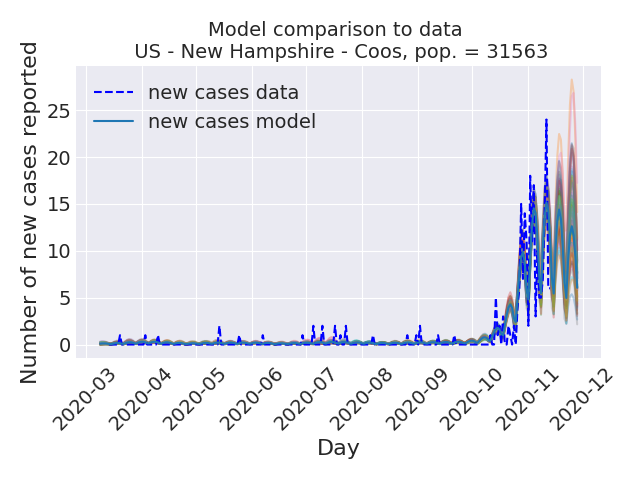 Model comparison to data
US - New Hampshire - Coos, pop. = 31563
new cases data
new cases model
Number of new cases reported
25
20
15
10
5
0
2020-03
2020-04
2020-05
2020-06
2020-07
2020-08
2020-09
2020-10
2020-11
2020-12
Day